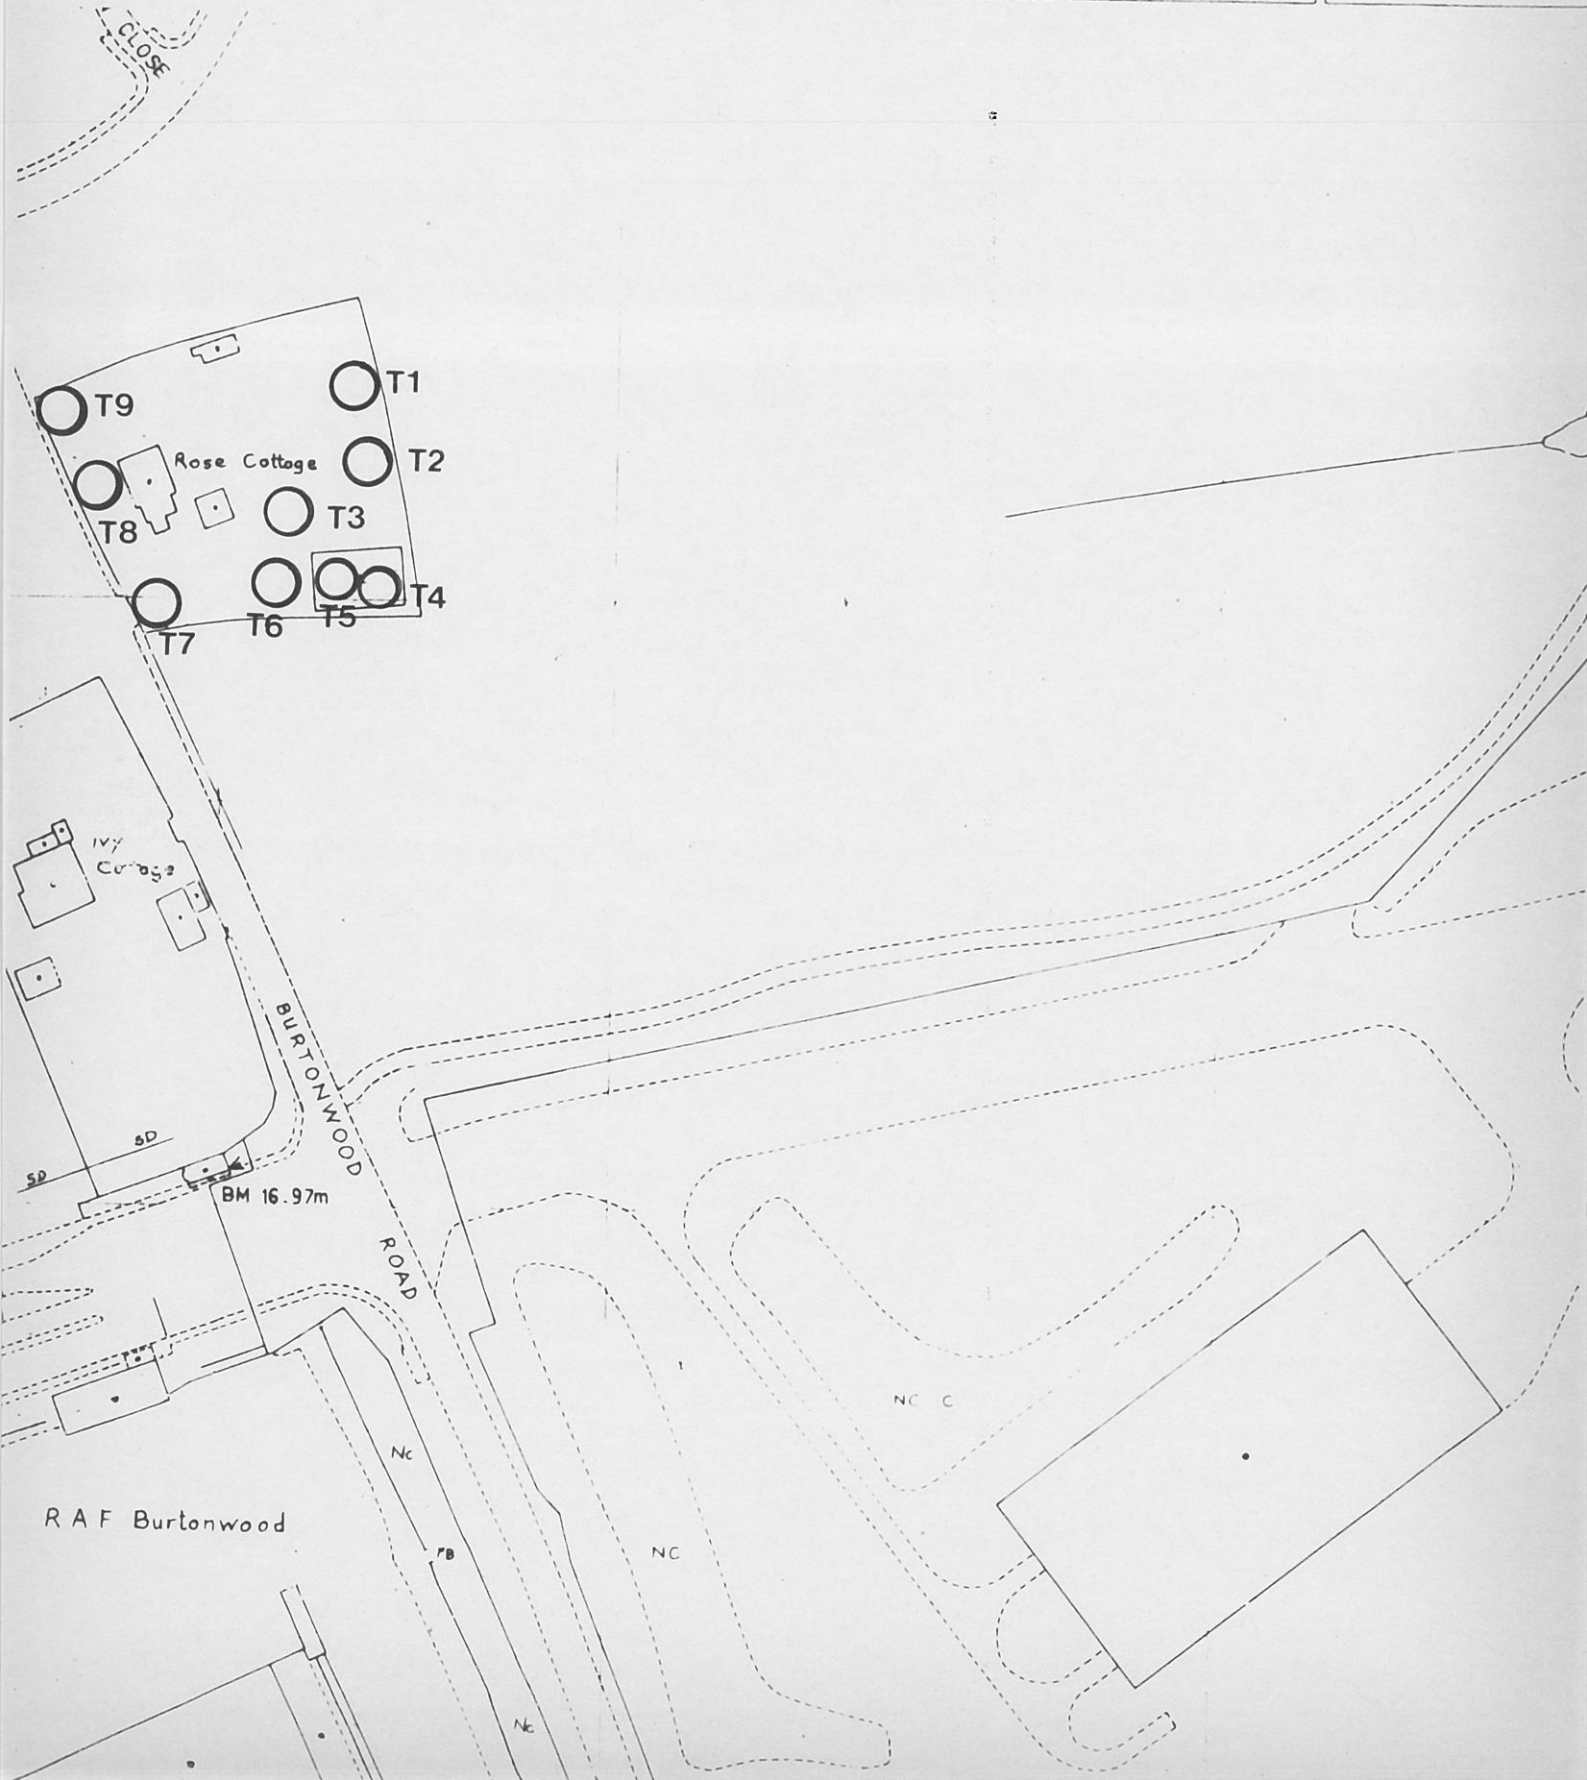 CLOSE
T9
T1
Rose Cottage
T2
T8
T3
T7
T6
T5
T4
Ivy
Cottage
BURTONWOOD
ROAD
SD
SD
BM 16.97m
NC C
NC
RAF Burtonwood
FB
NC
NC